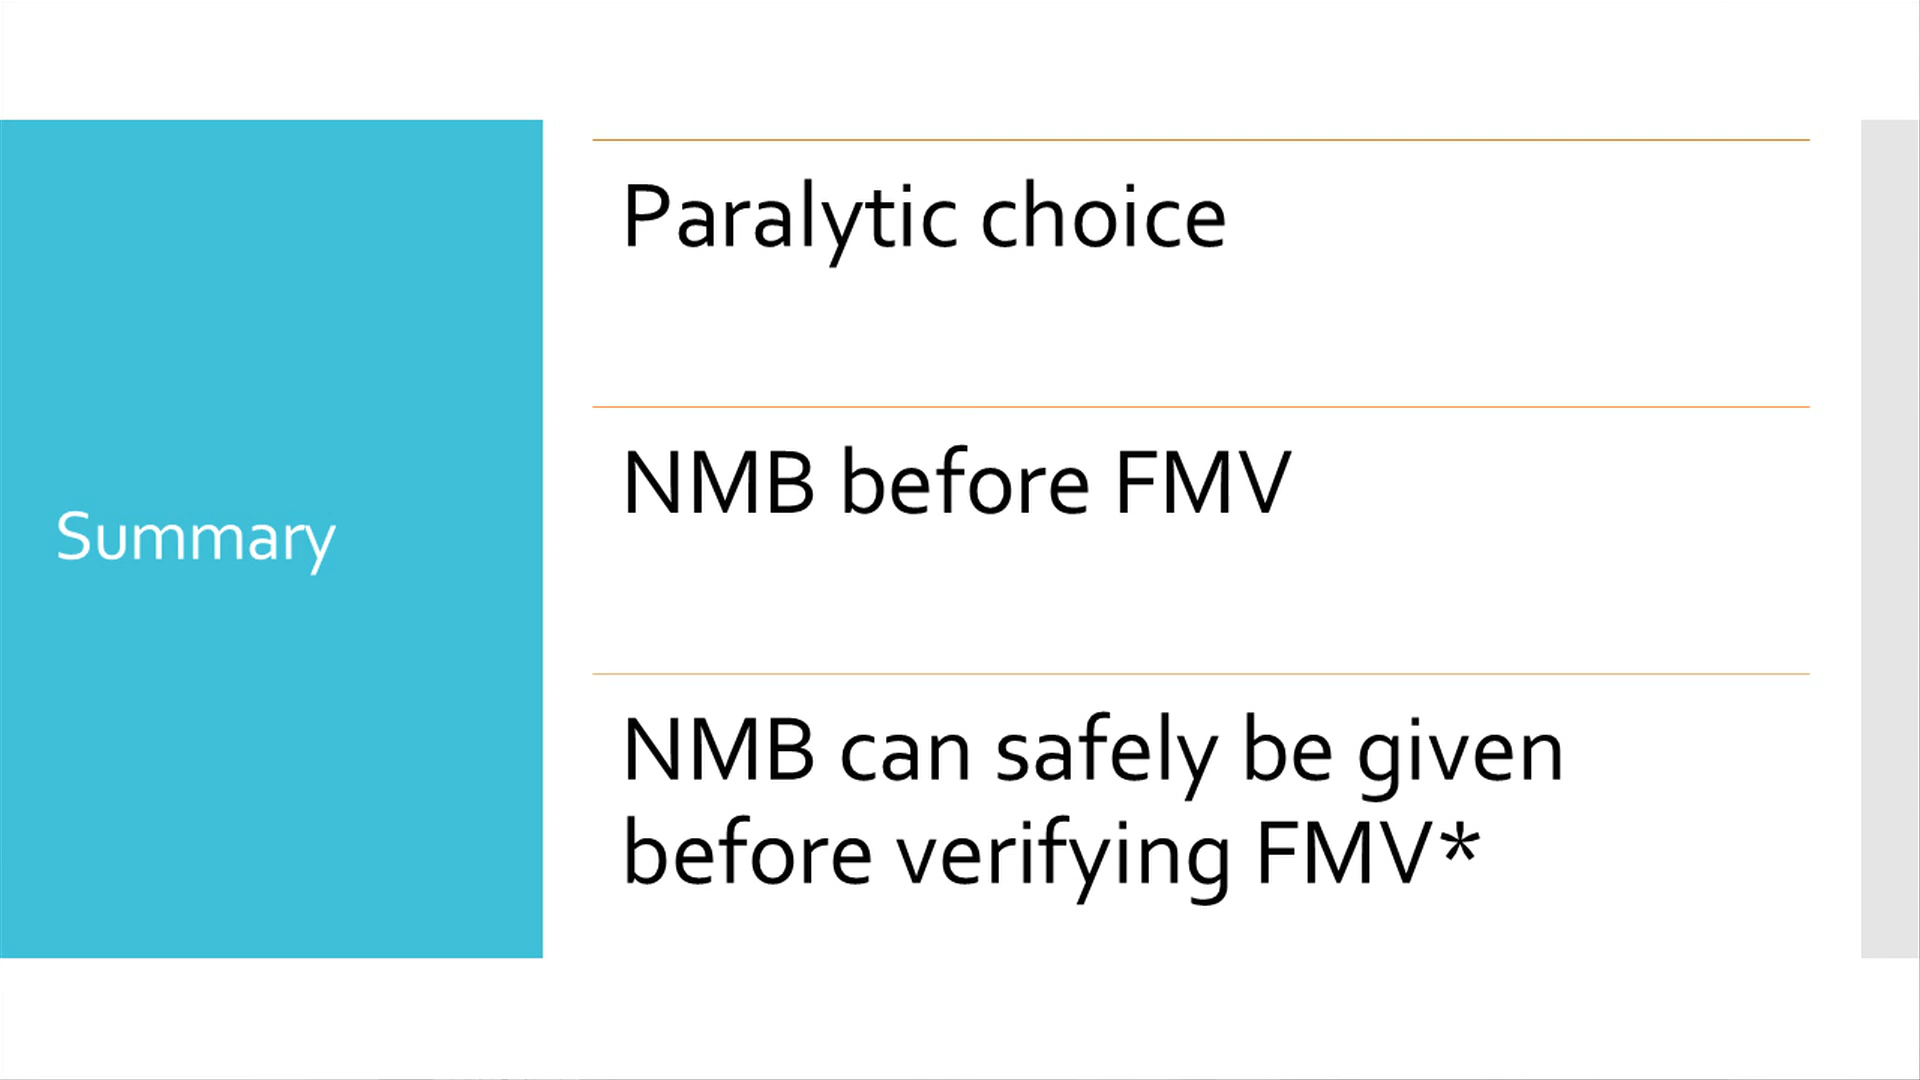 Summary
Paralytic choice
NMB before FMV
NMB can safely be given
before verifying FMV*